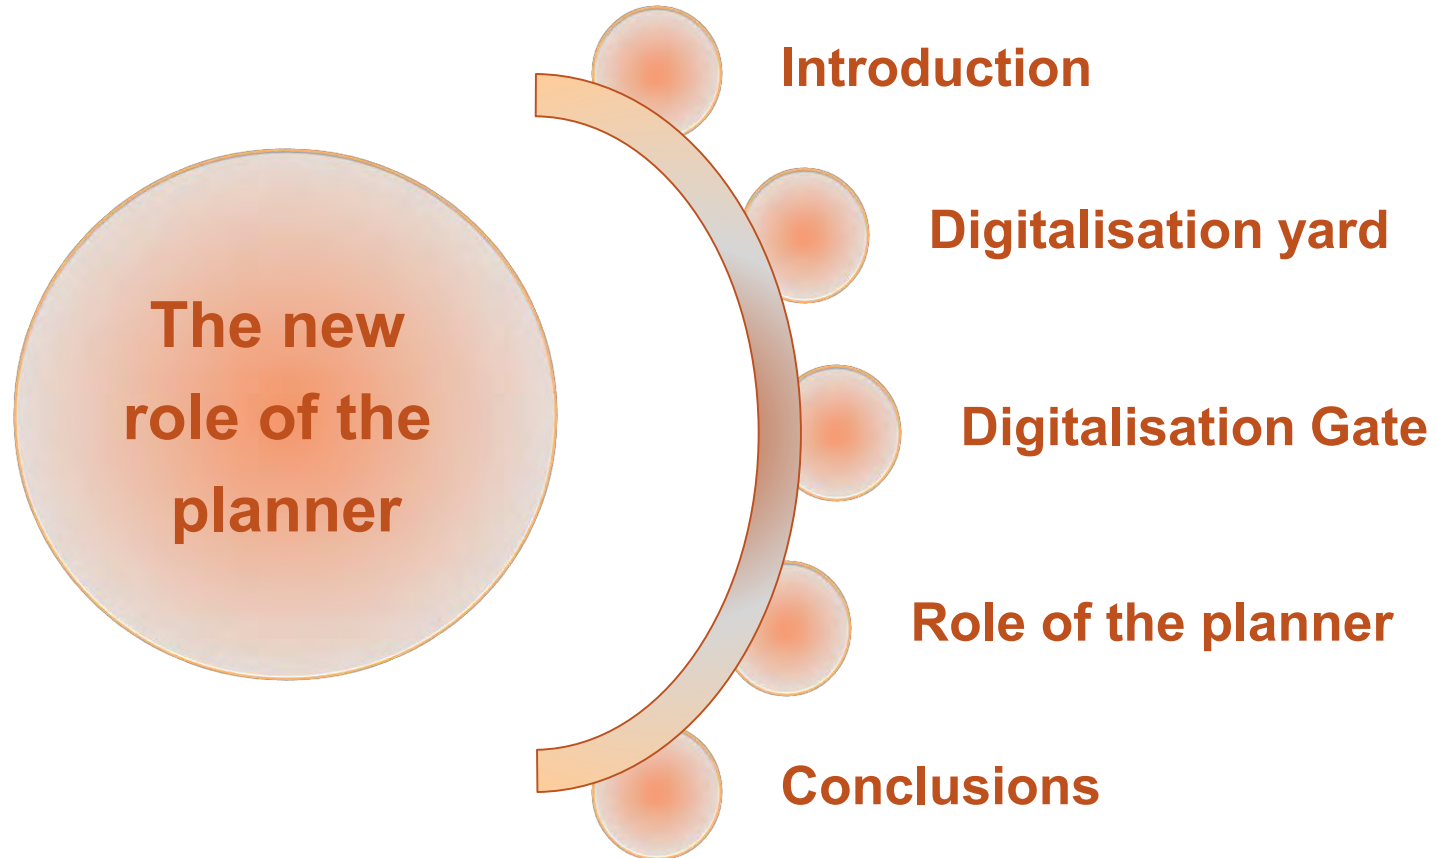 The new
role of the
planner
Introduction
Digitalisation yard
Digitalisation Gate
Role of the planner
Conclusions